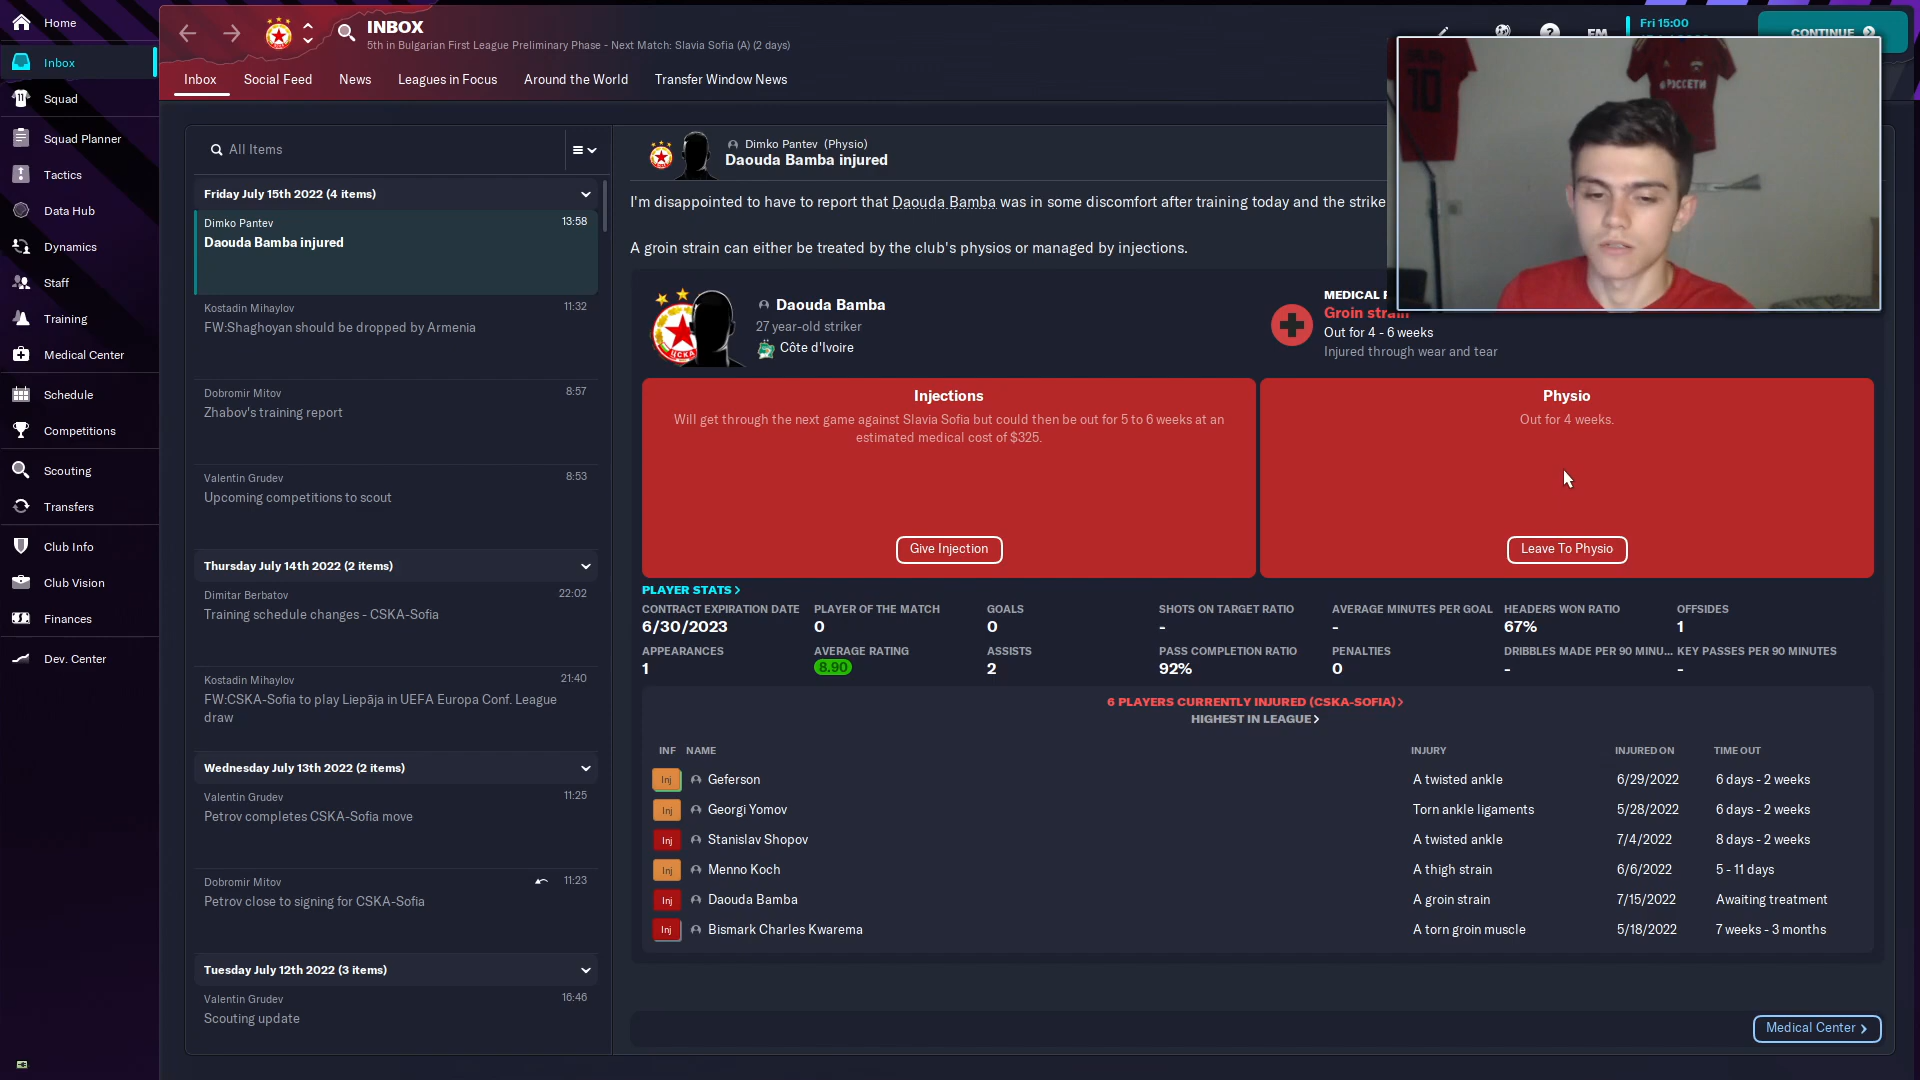 Home
Inbox
Squad
Squad Planner
Tactics
Data Hub
Dynamics
Staff
Training
Medical Center
Schedule
Competitions
Scouting
Transfers
Club Info
Club Vision
Finances
Dev. Center
INBOX
5th in Bulgarian First League Preliminary Phase - Next Match: Slavia Sofia (A) (2 days)
FM
Fri 15:00
CONTINUE
Inbox
Social Feed
News
Leagues in Focus
Around the World
Transfer Window News
10
РОССЕТИ
All Items
Friday July 15th 2022 (4 items)
Dimko Pantev 13:58
Daouda Bamba injured
Kostadin Mihaylov 11:32
FW:Shaghoyan should be dropped by Armenia
Dobromir Mitov 8:57
Zhabov's training report
Valentin Grudev 8:53
Upcoming competitions to scout
Thursday July 14th 2022 (2 items)
Dimitar Berbatov 22:02
Training schedule changes - CSKA-Sofia
Kostadin Mihaylov 21:40
FW:CSKA-Sofia to play Liepāja in UEFA Europa Conf. League
draw
Wednesday July 13th 2022 (2 items)
Valentin Grudev 11:25
Petrov completes CSKA-Sofia move
Dobromir Mitov 11:23
Petrov close to signing for CSKA-Sofia
Tuesday July 12th 2022 (3 items)
Valentin Grudev 16:46
Scouting update
Dimko Pantev (Physio)
Daouda Bamba injured
I'm disappointed to have to report that Daouda Bamba was in some discomfort after training today and the strike
A groin strain can either be treated by the club's physios or managed by injections.
ЦСКА
Daouda Bamba
27 year-old striker
Côte d'Ivoire
MEDICAL
Groin strain
Out for 4 - 6 weeks
Injured through wear and tear
Injections
Will get through the next game against Slavia Sofia but could then be out for 5 to 6 weeks at an
estimated medical cost of $325.
Give Injection
Physio
Out for 4 weeks.
Leave To Physio
PLAYER STATS
CONTRACT EXPIRATION DATE PLAYER OF THE MATCH GOALS SHOTS ON TARGET RATIO AVERAGE MINUTES PER GOAL HEADERS WON RATIO OFFSIDES
6/30/2023 0 0 - - 67% 1
APPEARANCES AVERAGE RATING ASSISTS PASS COMPLETION RATIO PENALTIES DRIBBLES MADE PER 90 MINU... KEY PASSES PER 90 MINUTES
1 8.90 2 92% 0 - -
6 PLAYERS CURRENTLY INJURED (CSKA-SOFIA)
HIGHEST IN LEAGUE
INF NAME INJURY INJURED ON TIME OUT
Inj Geferson A twisted ankle 6/29/2022 6 days - 2 weeks
Inj Georgi Yomov Torn ankle ligaments 5/28/2022 6 days - 2 weeks
Inj Stanislav Shopov A twisted ankle 7/4/2022 8 days - 2 weeks
Inj Menno Koch A thigh strain 6/6/2022 5 - 11 days
Inj Daouda Bamba A groin strain 7/15/2022 Awaiting treatment
Inj Bismark Charles Kwarema A torn groin muscle 5/18/2022 7 weeks - 3 months
Medical Center